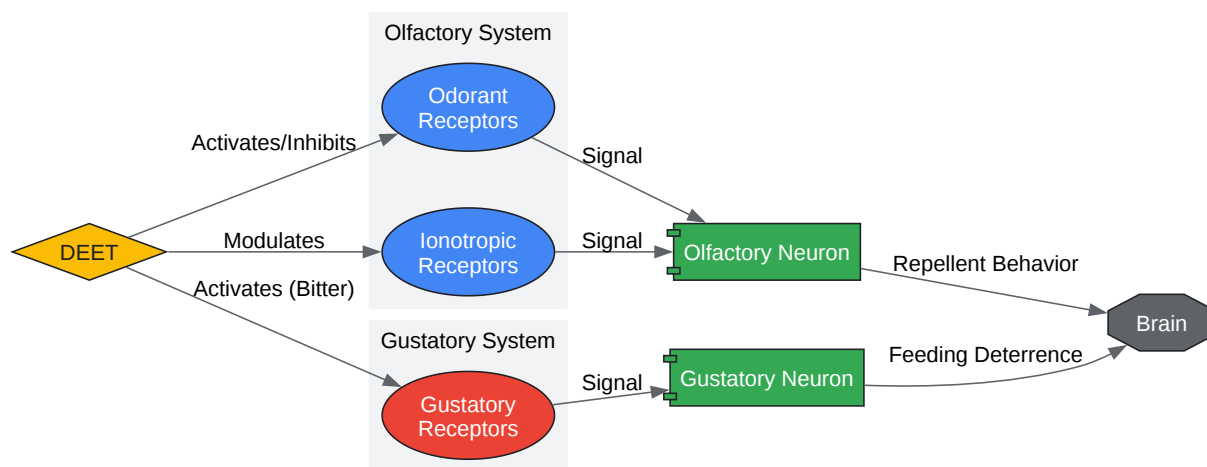 Olfactory System
Odorant
Receptors
Activates/Inhibits
Signal
DEET
Modulates
Ionotropic
Receptors
Signal
Olfactory Neuron
Repellent Behavior
Activates (Bitter)
Brain
Gustatory System
Feeding Deterrence
Signal
Gustatory Neuron
Gustatory
Receptors